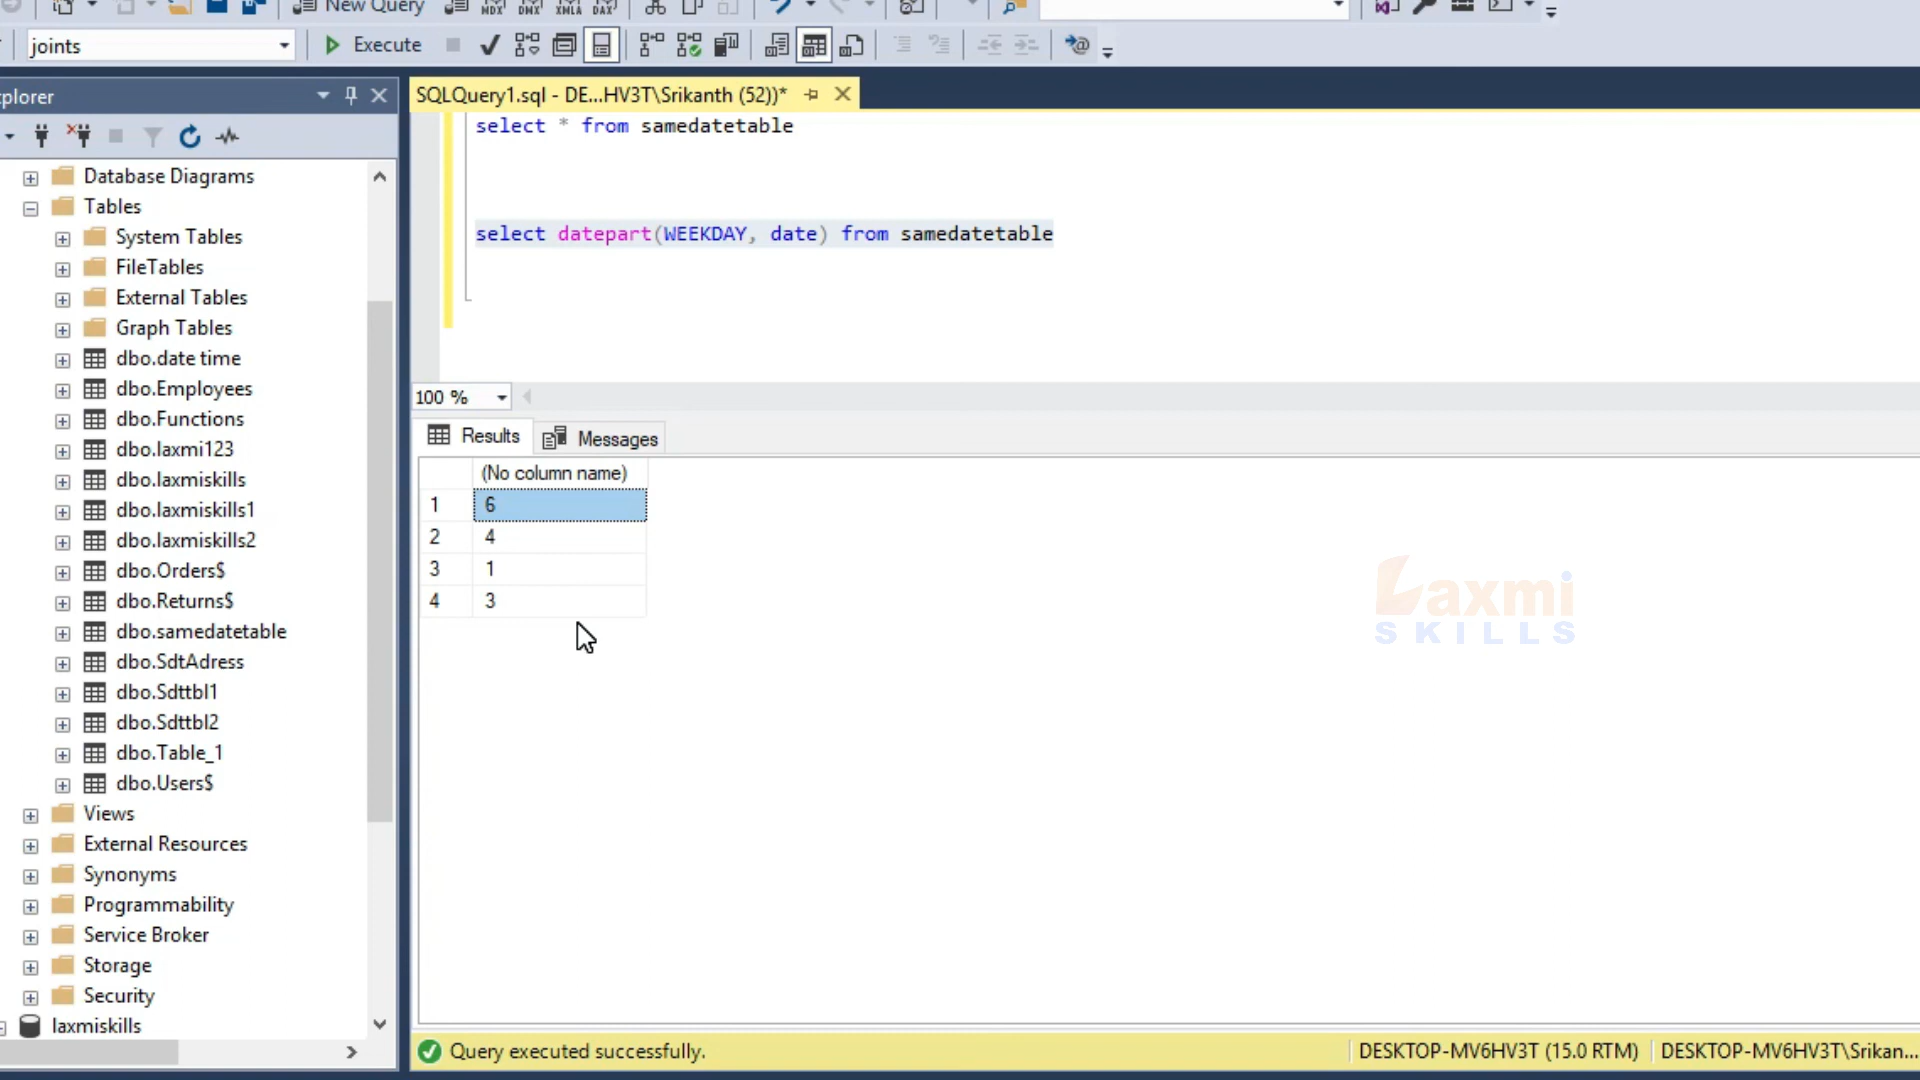 New Query
MDX DMX XMLA DAX
joints
Execute
plorer
SQLQuery1.sql - DE...HV3T\Srikanth (52))*
Database Diagrams
Tables
System Tables
FileTables
External Tables
Graph Tables
dbo.date time
dbo.Employees
dbo.Functions
dbo.laxmi123
dbo.laxmiskills
dbo.laxmiskills1
dbo.laxmiskills2
dbo.Orders$
dbo.Returns$
dbo.samedatetable
dbo.SdtAdress
dbo.Sdttbl1
dbo.Sdttbl2
dbo.Table_1
dbo.Users$
Views
External Resources
Synonyms
Programmability
Service Broker
Storage
Security
laxmiskills
select * from samedatetable
select datepart(WEEKDAY, date) from samedatetable
100 %
Results
Messages
(No column name)
1 6
2 4
3 1
4 3
Laxmi
SKILLS
Query executed successfully.
DESKTOP-MV6HV3T (15.0 RTM)
DESKTOP-MV6HV3T\Srikan...